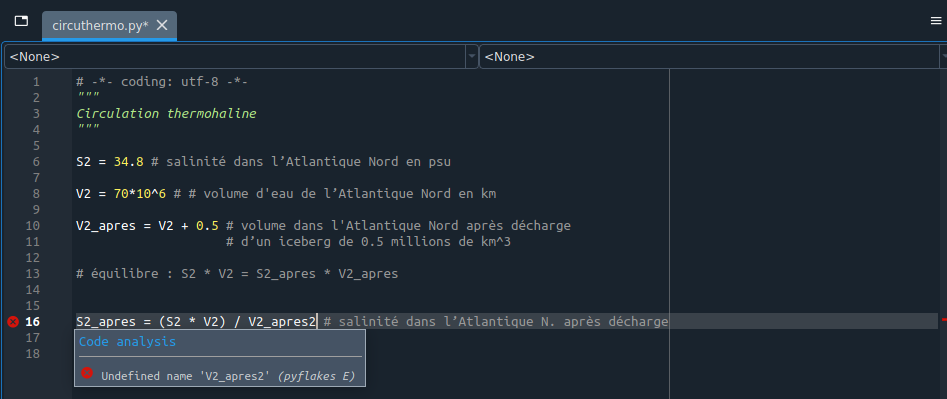 circuthermo.py*
<None> <None>
1 # -*- coding: utf-8 -*-
2 """
3 Circulation thermohaline
4 """
5
6 S2 = 34.8 # salinité dans l’Atlantique Nord en psu
7
8 V2 = 70*10^6 # # volume d'eau de l’Atlantique Nord en km
9
10 V2_apres = V2 + 0.5 # volume dans l'Atlantique Nord après décharge
11 # d’un iceberg de 0.5 millions de km^3
12
13 # équilibre : S2 * V2 = S2_apres * V2_apres
14
15
16 S2_apres = (S2 * V2) / V2_apres2 # salinité dans l’Atlantique N. après décharge
17
18
Code analysis
Undefined name 'V2_apres2' (pyflakes E)